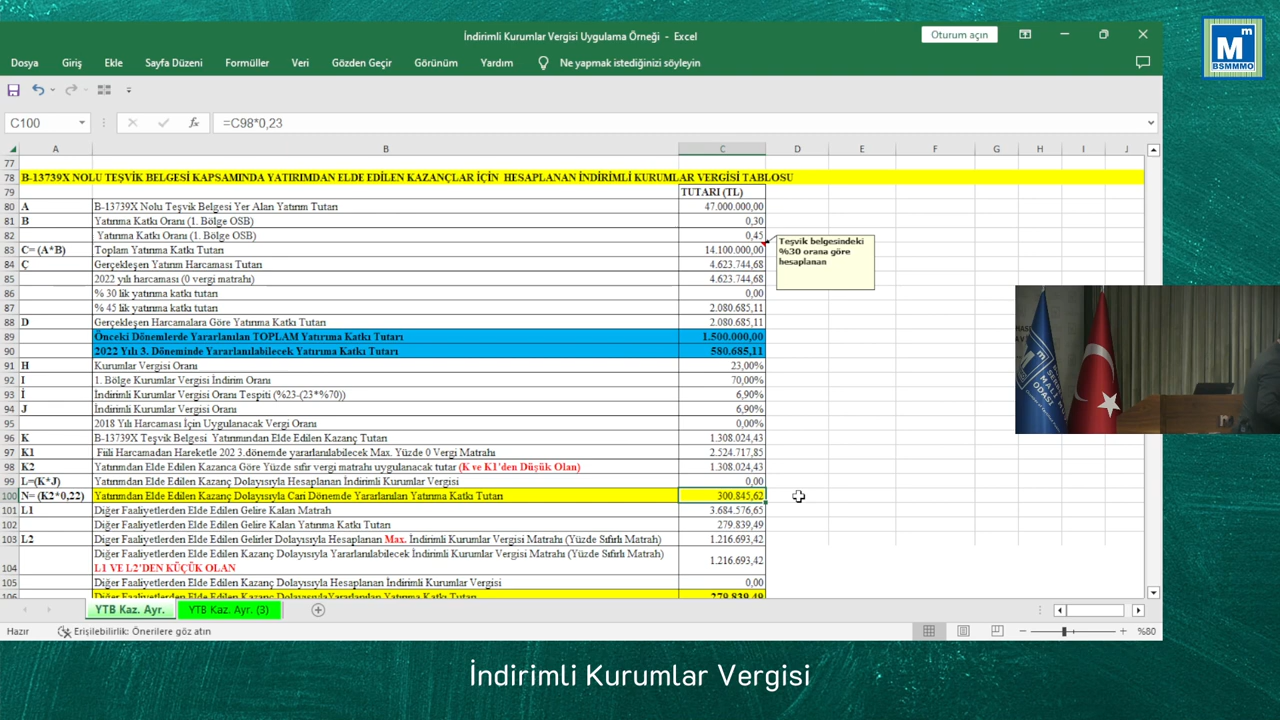 İndirimli Kurumlar Vergisi Uygulama Örneği - Excel
Oturum açın
M m
BSMMMO
Dosya Giriş Ekle Sayfa Düzeni Formüller Veri Gözden Geçir Görünüm Yardım Ne yapmak istediğinizi söyleyin
C100 fx =C98*0,23
A B C D E F G H I J
77
78 B-13739X NOLU TEŞVİK BELGESİ KAPSAMINDA YATIRIMDAN ELDE EDİLEN KAZANÇLAR İÇİN HESAPLANAN İNDİRİMLİ KURUMLAR VERGİSİ TABLOSU
79 TUTARI (TL)
80 A B-13739X Nolu Teşvik Belgesi Yer Alan Yatırım Tutarı 47.000.000,00
81 B Yatırıma Katkı Oranı (1. Bölge OSB) 0,30
82 Yatırıma Katkı Oranı (1. Bölge OSB) 0,45
83 C= (A*B) Toplam Yatırıma Katkı Tutarı 14.100.000,00
Teşvik belgesindeki
%30 orana göre
hesaplanan
84 Ç Gerçekleşen Yatırım Harcaması Tutarı 4.623.744,68
85 2022 yılı harcaması (0 vergi matrahı) 4.623.744,68
86 % 30 lik yatırıma katkı tutarı 0,00
87 % 45 lik yatırıma katkı tutarı 2.080.685,11
88 D Gerçekleşen Harcamalara Göre Yatırıma Katkı Tutarı 2.080.685,11
89 Önceki Dönemlerde Yararlanılan TOPLAM Yatırıma Katkı Tutarı 1.500.000,00
90 2022 Yılı 3. Döneminde Yararlanılabilecek Yatırıma Katkı Tutarı 580.685,11
91 H Kurumlar Vergisi Oranı 23,00%
92 I 1. Bölge Kurumlar Vergisi İndirim Oranı 70,00%
93 İ İndirimli Kurumlar Vergisi Oranı Tespiti (%23-(23*%70)) 6,90%
94 J İndirimli Kurumlar Vergisi Oranı 6,90%
95 2018 Yılı Harcaması İçin Uygulanacak Vergi Oranı 0,00%
96 K B-13739X Teşvik Belgesi Yatırımından Elde Edilen Kazanç Tutarı 1.308.024,43
97 K1 Fiili Harcamadan Hareketle 202 3.dönemde yararlanılabilecek Max. Yüzde 0 Vergi Matrahı 2.524.717,85
98 K2 Yatırımdan Elde Edilen Kazanca Göre Yüzde sıfır vergi matrahı uygulanacak tutar (K ve K1'den Düşük Olan) 1.308.024,43
99 L=(K*J) Yatırımdan Elde Edilen Kazanç Dolayısıyla Hesaplanan İndirimli Kurumlar Vergisi 0,00
100 N= (K2*0,22) Yatırımdan Elde Edilen Kazanç Dolayısıyla Cari Dönemde Yararlanılan Yatırıma Katkı Tutarı 300.845,62
101 L1 Diğer Faaliyetlerden Elde Edilen Gelire Kalan Matrah 3.684.576,65
102 Diğer Faaliyetlerden Elde Edilen Gelire Kalan Yatırıma Katkı Tutarı 279.839,49
103 L2 Diğer Faaliyetlerden Elde Edilen Gelirler Dolayısıyla Hesaplanan Max. İndirimli Kurumlar Vergisi Matrahı (Yüzde Sıfırlı Matrah) 1.216.693,42
Diğer Faaliyetlerden Elde Edilen Kazanç Dolayısıyla Yararlanılabilecek İndirimli Kurumlar Vergisi Matrahı (Yüzde Sıfırlı Matrah) 1.216.693,42
104 L1 VE L2'DEN KÜÇÜK OLAN
105 Diğer Faaliyetlerden Elde Edilen Kazanç Dolayısıyla Hesaplanan İndirimli Kurumlar Vergisi 0,00
106 Diğer Faaliyetlerden Elde Edilen Kazanç DolayısıylaYararlanılan Yatırıma Katkı Tutarı 279.839,49
YTB Kaz. Ayr. YTB Kaz. Ayr. (3)
Hazır Erişilebilirlik: Önerilere göz atın %80
İndirimli Kurumlar Vergisi